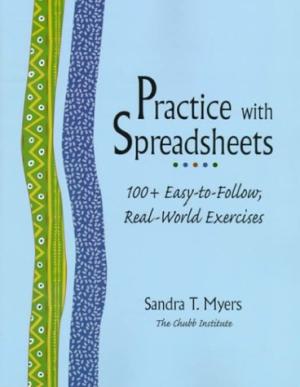 Practice with
Spreadsheets
100+ Easy-to-Follow,
Real-World Exercises
Sandra T. Myers
The Chubb Institute